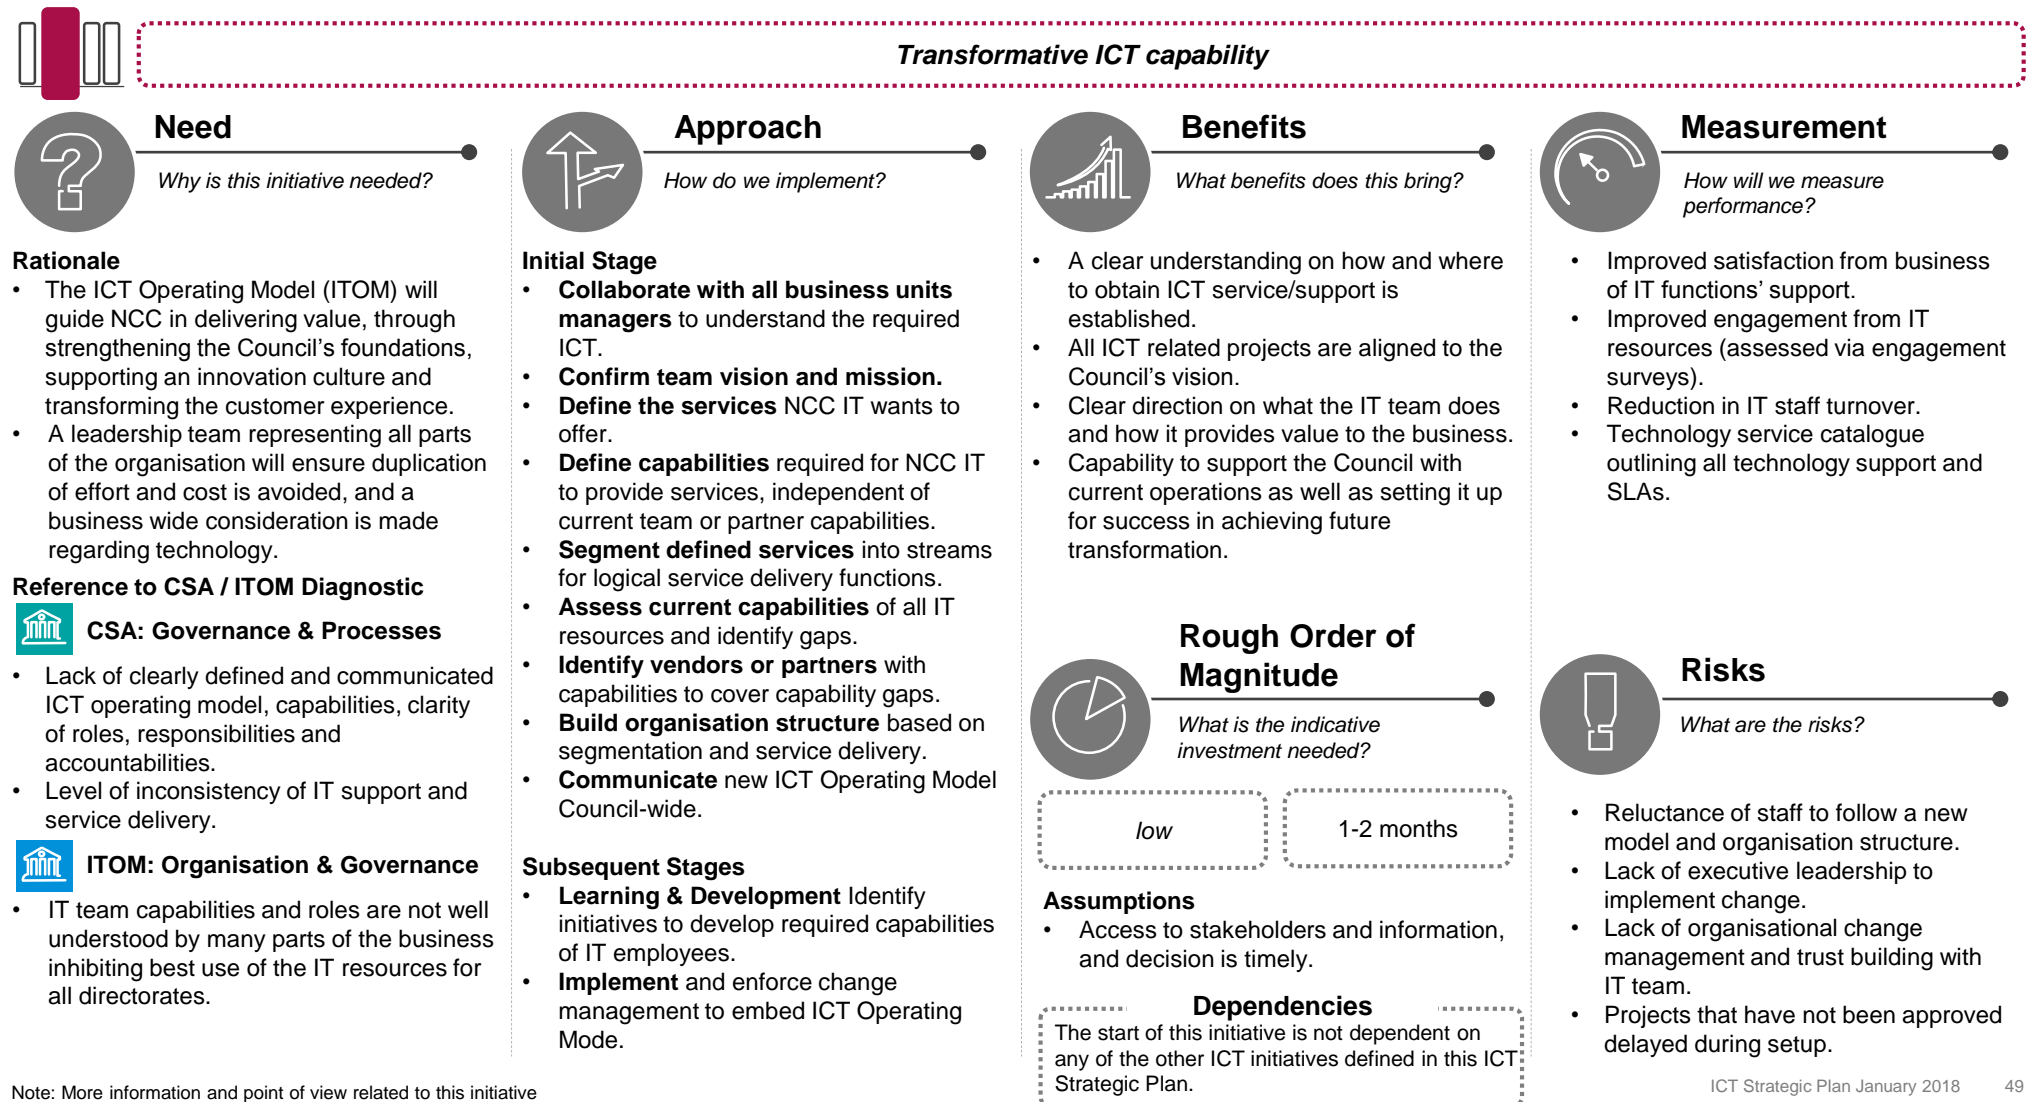 Transformative ICT capability
Need
Why is this initiative needed?
Rationale
• The ICT Operating Model (ITOM) will
guide NCC in delivering value, through
strengthening the Council's foundations,
supporting an innovation culture and
transforming the customer experience.
• A leadership team representing all parts
of the organisation will ensure duplication
of effort and cost is avoided, and a
business wide consideration is made
regarding technology.
Reference to CSA / ITOM Diagnostic
CSA: Governance & Processes
• Lack of clearly defined and communicated
ICT operating model, capabilities, clarity
of roles, responsibilities and
accountabilities.
• Level of inconsistency of IT support and
service delivery.
ITOM: Organisation & Governance
• IT team capabilities and roles are not well
understood by many parts of the business
inhibiting best use of the IT resources for
all directorates.
Note: More information and point of view related to this initiative
Approach
How do we implement?
Initial Stage
• Collaborate with all business units
managers to understand the required
ICT.
• Confirm team vision and mission.
• Define the services NCC IT wants to
offer.
• Define capabilities required for NCC IT
to provide services, independent of
current team or partner capabilities.
• Segment defined services into streams
for logical service delivery functions.
• Assess current capabilities of all IT
resources and identify gaps.
• Identify vendors or partners with
capabilities to cover capability gaps.
• Build organisation structure based on
segmentation and service delivery.
• Communicate new ICT Operating Model
Council-wide.
Subsequent Stages
• Learning & Development Identify
initiatives to develop required capabilities
of IT employees.
• Implement and enforce change
management to embed ICT Operating
Mode.
Benefits
What benefits does this bring?
• A clear understanding on how and where
to obtain ICT service/support is
established.
• All ICT related projects are aligned to the
Council's vision.
• Clear direction on what the IT team does
and how it provides value to the business.
• Capability to support the Council with
current operations as well as setting it up
for success in achieving future
transformation.
Rough Order of
Magnitude
What is the indicative
investment needed?
low
1-2 months
Assumptions
• Access to stakeholders and information,
and decision is timely.
Dependencies
The start of this initiative is not dependent on
any of the other ICT initiatives defined in this ICT
Strategic Plan.
Measurement
How will we measure
performance?
• Improved satisfaction from business
of IT functions' support.
• Improved engagement from IT
resources (assessed via engagement
surveys).
• Reduction in IT staff turnover.
• Technology service catalogue
outlining all technology support and
SLAs.
Risks
What are the risks?
• Reluctance of staff to follow a new
model and organisation structure.
• Lack of executive leadership to
implement change.
• Lack of organisational change
management and trust building with
IT team.
• Projects that have not been approved
delayed during setup.
ICT Strategic Plan January 2018 49